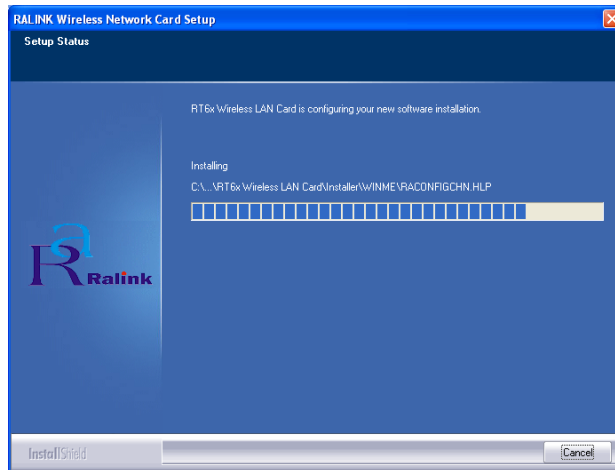 RALINK Wireless Network Card Setup
Setup Status
RT6x Wireless LAN Card is configuring your new software installation.
Installing
C:\...\RT6x Wireless LAN Card\Installer\WINME\RACONFIGCHN.HLP
Ra
Ralink
InstallShield
Cancel